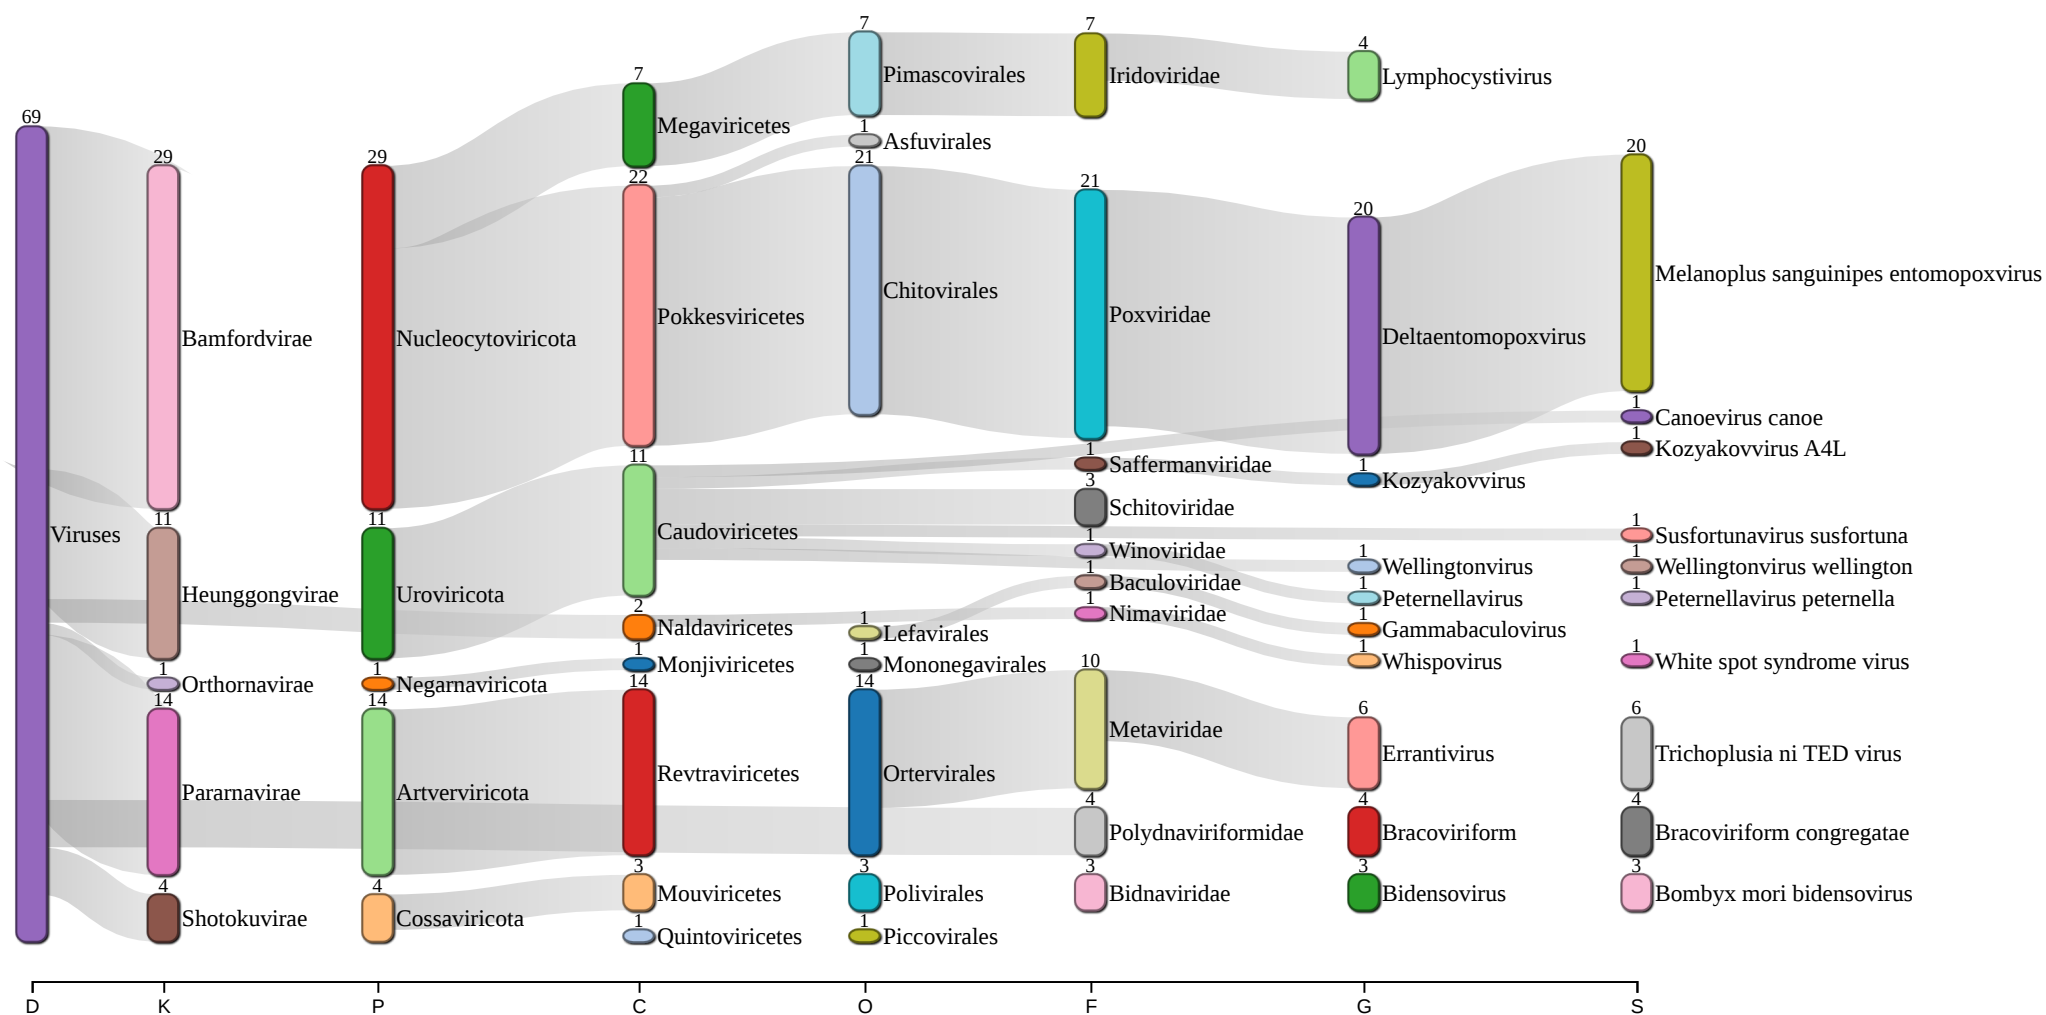 69
Viruses
29
Bamfordvirae
11
Heunggongvirae
1
Orthornavirae
14
Pararnavirae
4
Shotokuvirae
29
Nucleocytoviricota
11
Uroviricota
1
Negarnaviricota
14
Artverviricota
4
Cossaviricota
7
Megaviricetes
22
Pokkesviricetes
11
Caudoviricetes
2
Naldaviricetes
1
Monjiviricetes
14
Revtraviricetes
3
Mouviricetes
1
Quintoviricetes
7
Pimascovirales
1
Asfuvirales
21
Chitovirales
1
Lefavirales
1
Mononegavirales
14
Ortervirales
3
Polivirales
1
Piccovirales
7
Iridoviridae
21
Poxviridae
1
Saffermanviridae
3
Schitoviridae
1
Winoviridae
1
Baculoviridae
1
Nimaviridae
10
Metaviridae
4
Polydnaviriformidae
3
Bidnaviridae
4
Lymphocystivirus
20
Deltaentomopoxvirus
1
Kozyakovvirus
1
Wellingtonvirus
1
Peternellavirus
1
Gammabaculovirus
1
Whispovirus
6
Errantivirus
4
Bracoviriform
3
Bidensovirus
20
Melanoplus sanguinipes entomopoxvirus
1
Canoevirus canoe
1
Kozyakovvirus A4L
1
Susfortunavirus susfortuna
1
Wellingtonvirus wellington
1
Peternellavirus peternella
1
White spot syndrome virus
6
Trichoplusia ni TED virus
4
Bracoviriform congregatae
3
Bombyx mori bidensovirus
D K P C O F G S